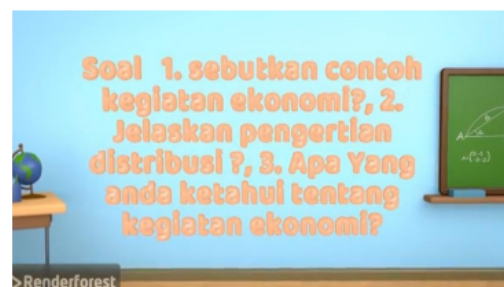 Soal 1. sebutkan contoh
kegiatan ekonomi?, 2.
Jelaskan pengertian
distribusi ?, 3. Apa Yang
anda ketahui tentang
kegiatan ekonomi?
A
>Renderforest